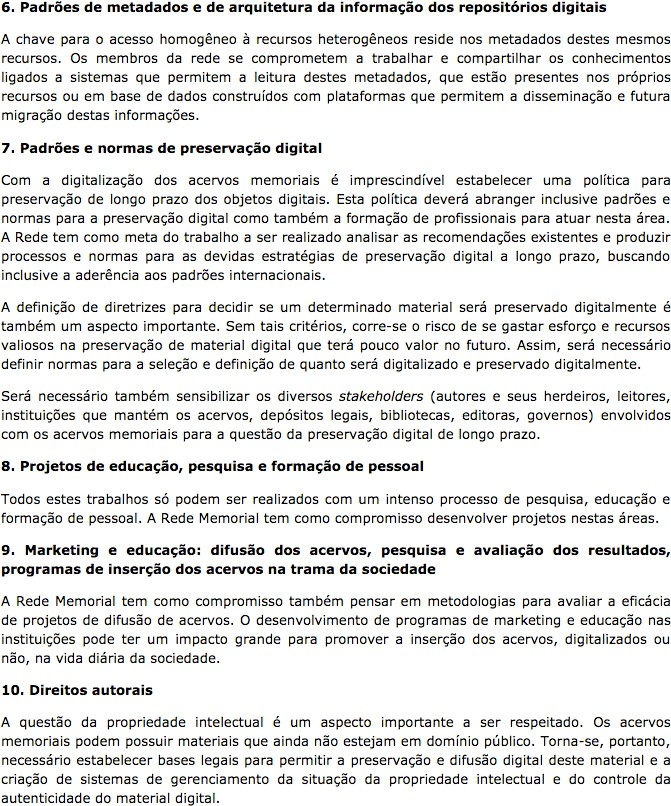 6. Padrões de metadados e de arquitetura da informação dos repositórios digitais
A chave para o acesso homogêneo à recursos heterogêneos reside nos metadados destes mesmos
recursos. Os membros da rede se comprometem a trabalhar e compartilhar os conhecimentos
ligados a sistemas que permitem a leitura destes metadados, que estão presentes nos próprios
recursos ou em base de dados construídos com plataformas que permitem a disseminação e futura
migração destas informações.
7. Padrões e normas de preservação digital
Com a digitalização dos acervos memoriais é imprescindível estabelecer uma política para
preservação de longo prazo dos objetos digitais. Esta política deverá abranger inclusive padrões e
normas para a preservação digital como também a formação de profissionais para atuar nesta área.
A Rede tem como meta do trabalho a ser realizado analisar as recomendações existentes e produzir
processos e normas para as devidas estratégias de preservação digital a longo prazo, buscando
inclusive a aderência aos padrões internacionais.
A definição de diretrizes para decidir se um determinado material será preservado digitalmente é
também um aspecto importante. Sem tais critérios, corre-se o risco de se gastar esforço e recursos
valiosos na preservação de material digital que terá pouco valor no futuro. Assim, será necessário
definir normas para a seleção e definição de quanto será digitalizado e preservado digitalmente.
Será necessário também sensibilizar os diversos stakeholders (autores e seus herdeiros, leitores,
instituições que mantém os acervos, depósitos legais, bibliotecas, editoras, governos) envolvidos
com os acervos memoriais para a questão da preservação digital de longo prazo.
8. Projetos de educação, pesquisa e formação de pessoal
Todos estes trabalhos só podem ser realizados com um intenso processo de pesquisa, educação e
formação de pessoal. A Rede Memorial tem como compromisso desenvolver projetos nestas áreas.
9. Marketing e educação: difusão dos acervos, pesquisa e avaliação dos resultados,
programas de inserção dos acervos na trama da sociedade
A Rede Memorial tem como compromisso também pensar em metodologias para avaliar a eficácia
de projetos de difusão de acervos. O desenvolvimento de programas de marketing e educação nas
instituições pode ter um impacto grande para promover a inserção dos acervos, digitalizados ou
não, na vida diária da sociedade.
10. Direitos autorais
A questão da propriedade intelectual é um aspecto importante a ser respeitado. Os acervos
memoriais podem possuir materiais que ainda não estejam em domínio público. Torna-se, portanto,
necessário estabelecer bases legais para permitir a preservação e difusão digital deste material e a
criação de sistemas de gerenciamento da situação da propriedade intelectual e do controle da
autenticidade do material digital.